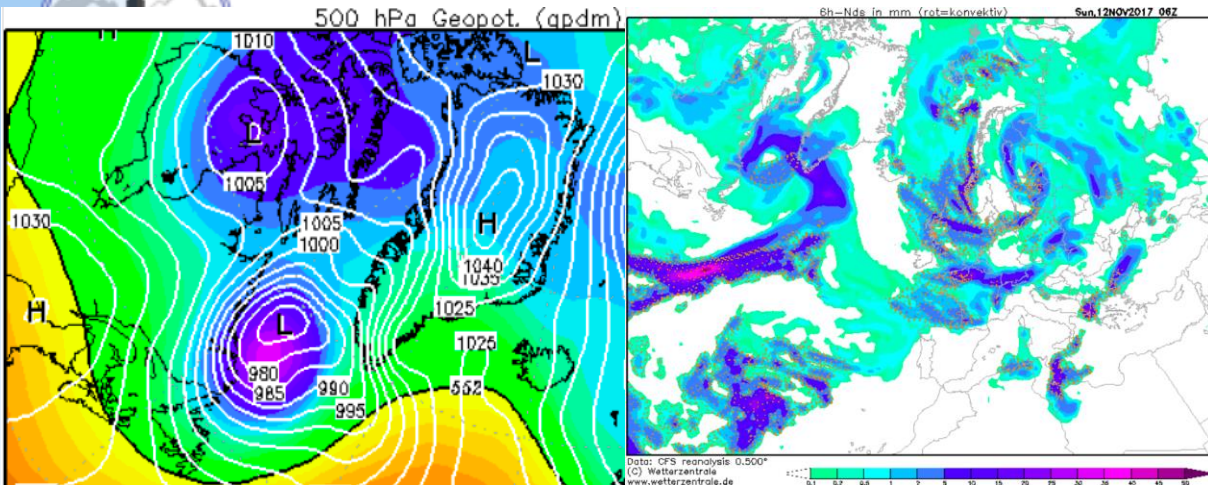 500 hPa Geopot. (gpdm)
H
1010
L
1030
L
1005
1030
1005
1000
H
1040
1035
1025
H
L
1025
980
985
990
552
995
6h-Nds in mm (rot=konvektiv)
Sun,12NOV2017 06Z
Data: CFS reanalysis 0.500°
(C) Wetterzentrale
www.wetterzentrale.de
0.1 0.2 0.5 1 2 5 10 15 20 25 30 35 40 45 50